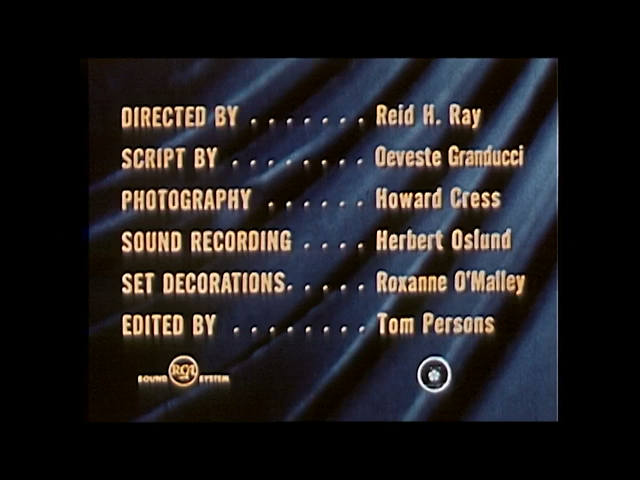 DIRECTED BY . . . . . . . Reid H. Ray
SCRIPT BY . . . . . . . . Oeveste Granducci
PHOTOGRAPHY . . . . . . Howard Cress
SOUND RECORDING . . . . Herbert Oslund
SET DECORATIONS. . . . . Roxanne O'Malley
EDITED BY . . . . . . . . Tom Persons
SOUND RCA SYSTEM